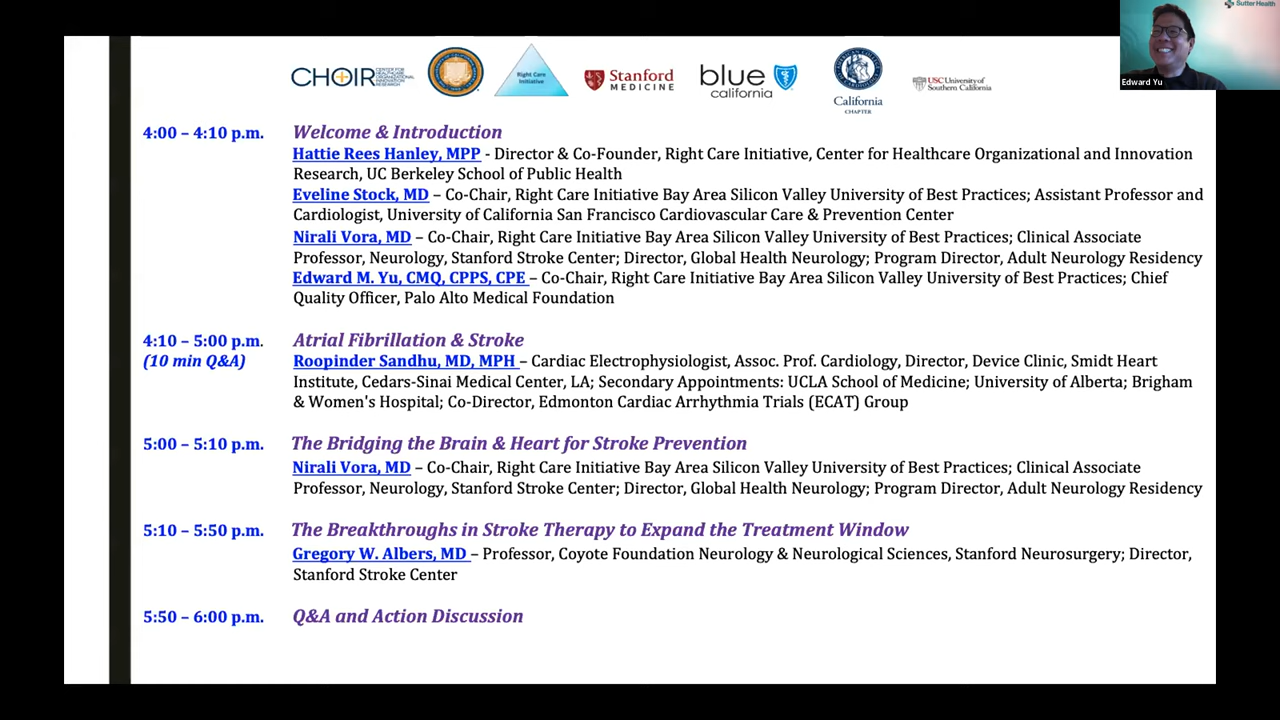 CHOIR CENTER FOR HEALTHCARE ORGANIZATIONAL INNOVATION RESEARCH
Right Care Initiative
Stanford MEDICINE
blue california
California CHAPTER
USC University of Southern California
Sutter Health
Edward Yu
4:00 – 4:10 p.m. Welcome & Introduction
Hattie Rees Hanley, MPP - Director & Co-Founder, Right Care Initiative, Center for Healthcare Organizational and Innovation
Research, UC Berkeley School of Public Health
Eveline Stock, MD – Co-Chair, Right Care Initiative Bay Area Silicon Valley University of Best Practices; Assistant Professor and
Cardiologist, University of California San Francisco Cardiovascular Care & Prevention Center
Nirali Vora, MD – Co-Chair, Right Care Initiative Bay Area Silicon Valley University of Best Practices; Clinical Associate
Professor, Neurology, Stanford Stroke Center; Director, Global Health Neurology; Program Director, Adult Neurology Residency
Edward M. Yu, CMQ, CPPS, CPE – Co-Chair, Right Care Initiative Bay Area Silicon Valley University of Best Practices; Chief
Quality Officer, Palo Alto Medical Foundation
4:10 – 5:00 p.m. Atrial Fibrillation & Stroke
(10 min Q&A) Roopinder Sandhu, MD, MPH – Cardiac Electrophysiologist, Assoc. Prof. Cardiology, Director, Device Clinic, Smidt Heart
Institute, Cedars-Sinai Medical Center, LA; Secondary Appointments: UCLA School of Medicine; University of Alberta; Brigham
& Women's Hospital; Co-Director, Edmonton Cardiac Arrhythmia Trials (ECAT) Group
5:00 – 5:10 p.m. The Bridging the Brain & Heart for Stroke Prevention
Nirali Vora, MD – Co-Chair, Right Care Initiative Bay Area Silicon Valley University of Best Practices; Clinical Associate
Professor, Neurology, Stanford Stroke Center; Director, Global Health Neurology; Program Director, Adult Neurology Residency
5:10 – 5:50 p.m. The Breakthroughs in Stroke Therapy to Expand the Treatment Window
Gregory W. Albers, MD – Professor, Coyote Foundation Neurology & Neurological Sciences, Stanford Neurosurgery; Director,
Stanford Stroke Center
5:50 – 6:00 p.m. Q&A and Action Discussion